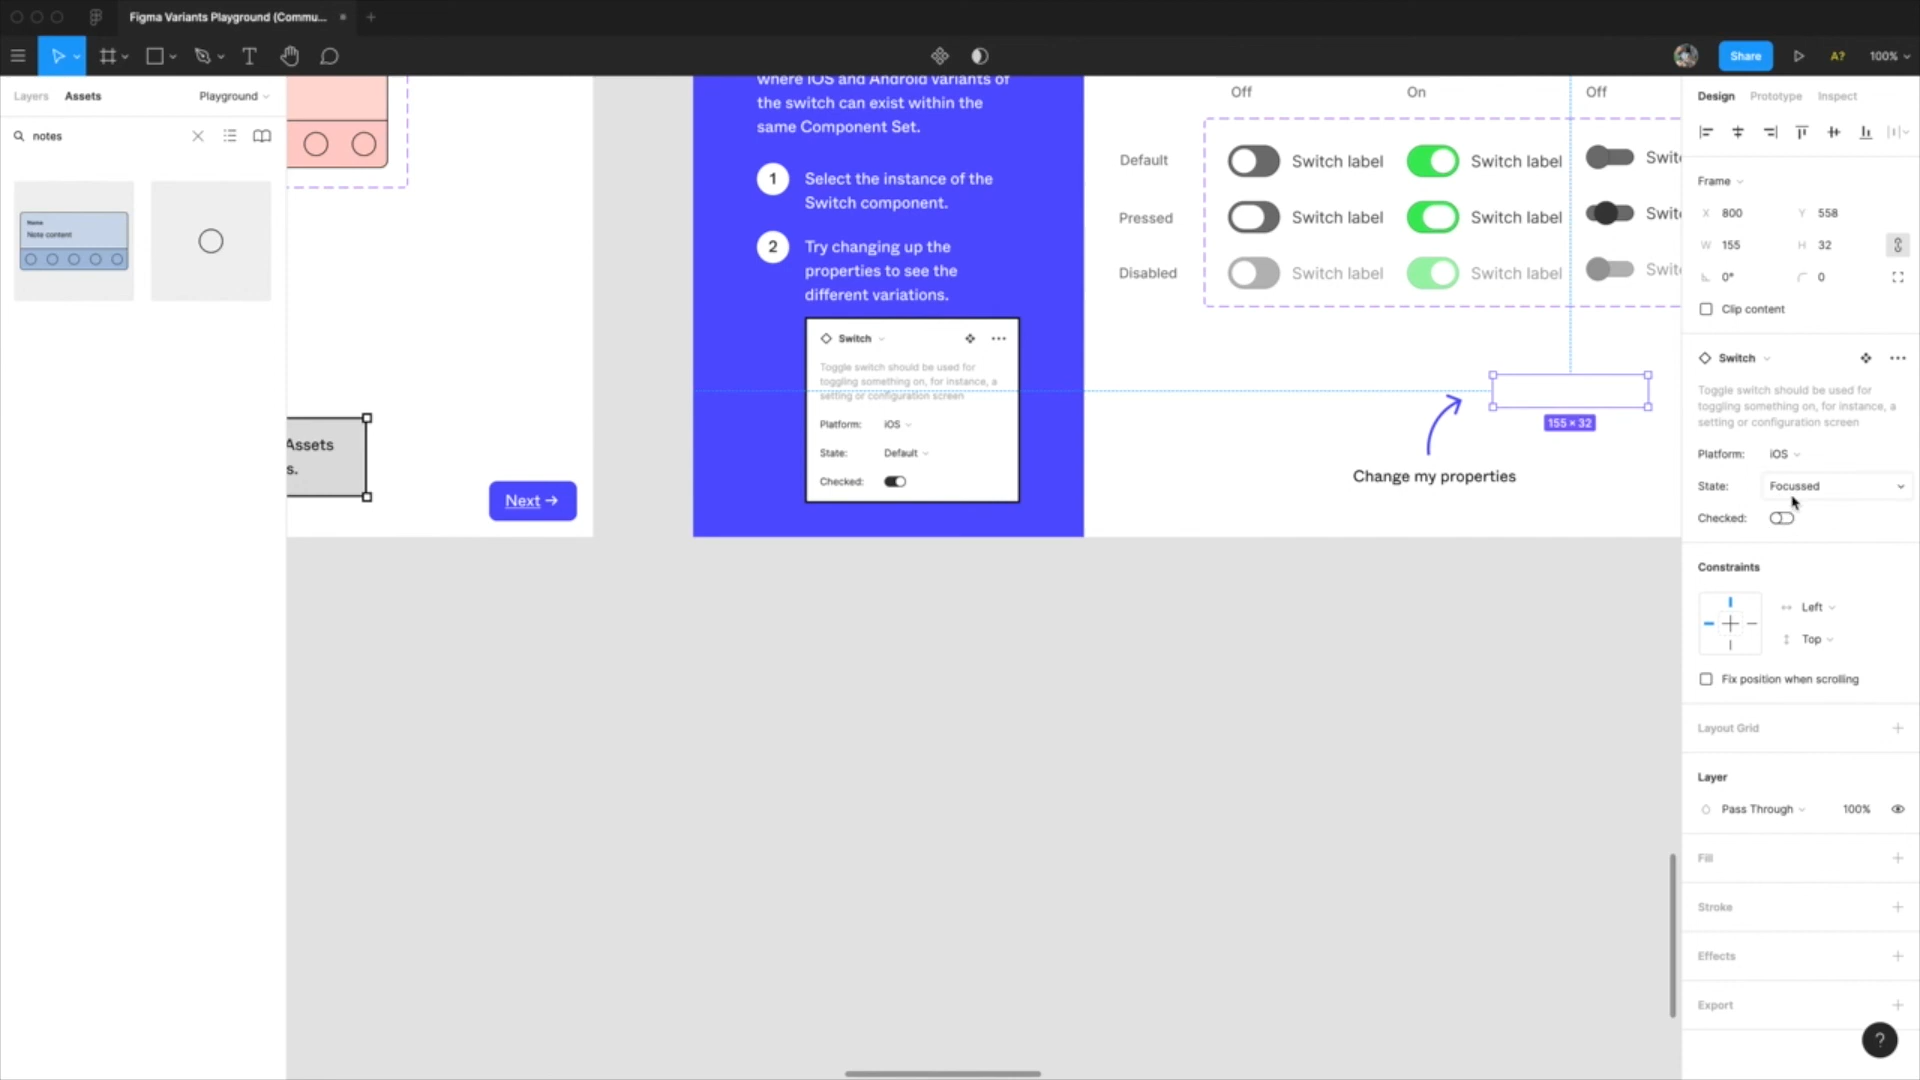 Figma Variants Playground (Commu...
Share
A?
100%
Layers
Assets
Playground
notes
Name
Note content
Assets
s.
Next →
where iOS and Android variants of
the switch can exist within the
same Component Set.
1
Select the instance of the
Switch component.
2
Try changing up the
properties to see the
different variations.
Switch
Toggle switch should be used for
toggling something on, for instance, a
setting or configuration screen
Platform:
iOS
State:
Default
Checked:
Off
On
Off
Default
Switch label
Switch label
Switc
Pressed
Switch label
Switch label
Switc
Disabled
Switch label
Switch label
Switc
155 × 32
Change my properties
Design
Prototype
Inspect
Frame
X 800
Y 558
W 155
H 32
0°
0
Clip content
Switch
Toggle switch should be used for
toggling something on, for instance, a
setting or configuration screen
Platform:
iOS
State:
Focussed
Checked:
Constraints
Left
Top
Fix position when scrolling
Layout Grid
Layer
Pass Through
100%
Fill
Stroke
Effects
Export
?